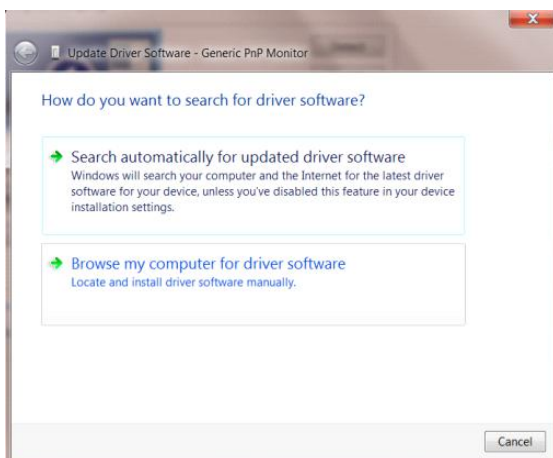 Update Driver Software - Generic PnP Monitor
How do you want to search for driver software?
Search automatically for updated driver software
Windows will search your computer and the Internet for the latest driver
software for your device, unless you've disabled this feature in your device
installation settings.
Browse my computer for driver software
Locate and install driver software manually.
Cancel